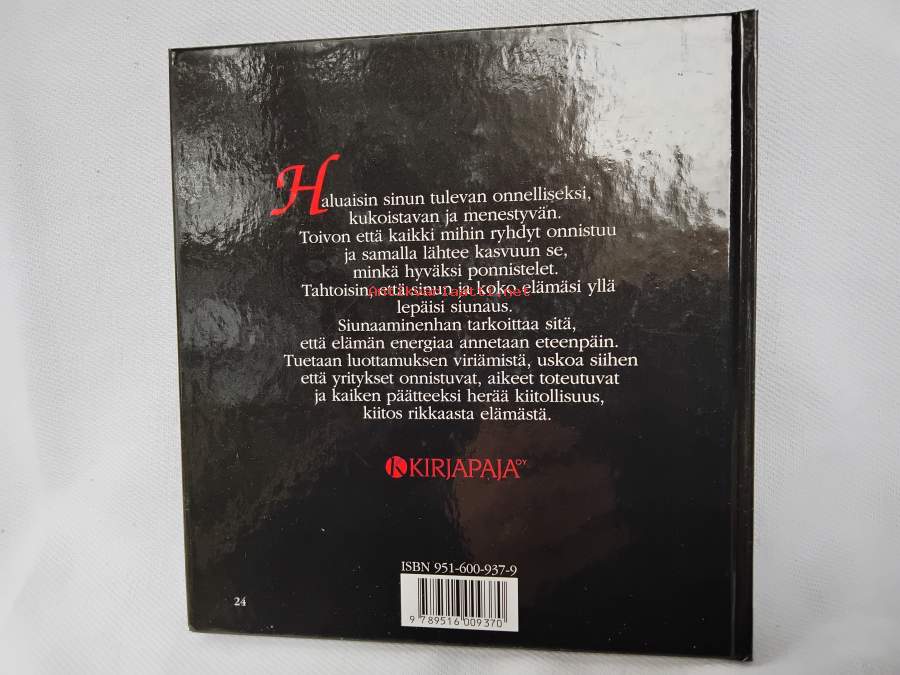 Haluaisin sinun tulevan onnelliseksi,
kukoistavan ja menestyvän.
Toivon että kaikki mihin ryhdyt onnistuu
ja samalla lähtee kasvuun se,
minkä hyväksi ponnistelet.
Tahtoisin, että sinun ja koko elämäsi yllä
Antikvariaatti.net
lepäisi siunaus.
Siunaaminenhan tarkoittaa sitä,
että elämän energiaa annetaan eteenpäin.
Tuetaan luottamuksen viriämistä, uskoa siihen
että yritykset onnistuvat, aikeet toteutuvat
ja kaiken päätteeksi herää kiitollisuus,
kiitos rikkaasta elämästä.
KIRJAPAJA OY
ISBN 951-600-937-9
9 789516 009370
24